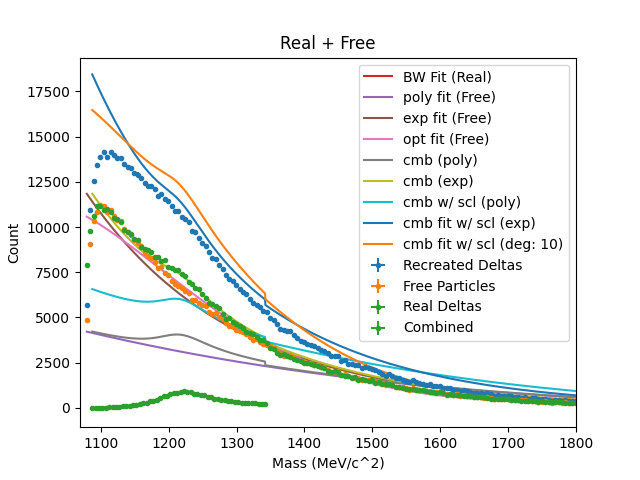 Real + Free
17500
15000
12500
10000
7500
5000
2500
0
Count
1100
1200
1300
1400
1500
1600
1700
1800
Mass (MeV/c^2)
BW Fit (Real)
poly fit (Free)
exp fit (Free)
opt fit (Free)
cmb (poly)
cmb (exp)
cmb w/ scl (poly)
cmb fit w/ scl (exp)
cmb fit w/ scl (deg: 10)
Recreated Deltas
Free Particles
Real Deltas
Combined